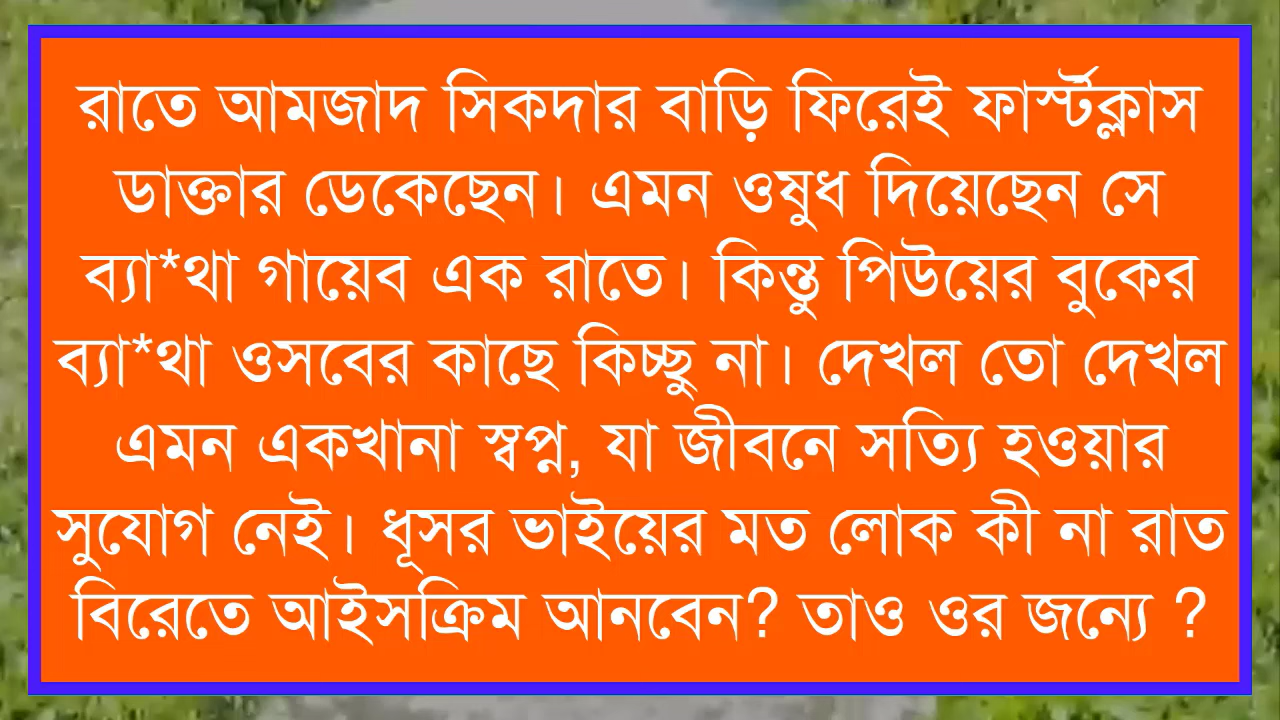 রাতে আমজাদ সিকদার বাড়ি ফিরেই ফার্স্টক্লাস
ডাক্তার ডেকেছেন। এমন ওষুধ দিয়েছেন সে
ব্যা*থা গায়েব এক রাতে। কিন্তু পিউয়ের বুকের
ব্যা*থা ওসবের কাছে কিচ্ছু না। দেখল তো দেখল
এমন একখানা স্বপ্ন, যা জীবনে সত্যি হওয়ার
সুযোগ নেই। ধূসর ভাইয়ের মত লোক কী না রাত
বিরেতে আইসক্রিম আনবেন? তাও ওর জন্যে ?